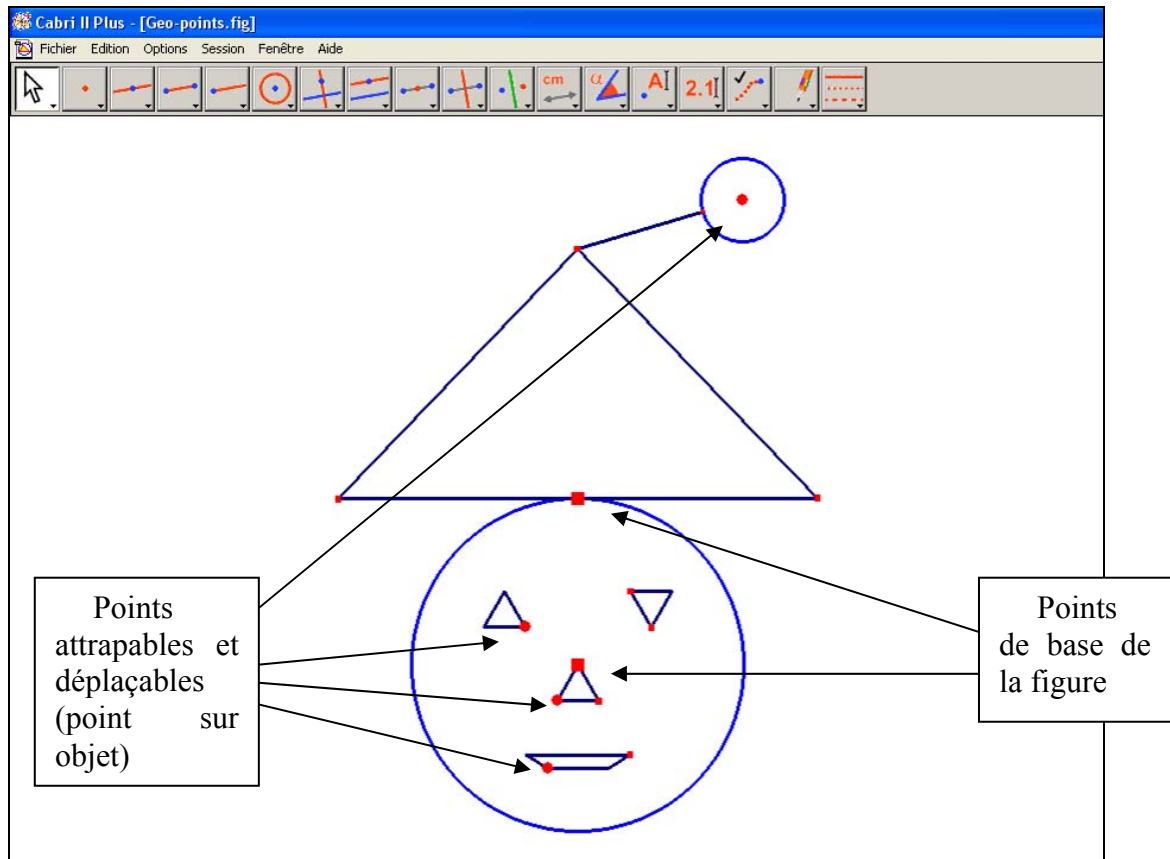 Cabri II Plus - [Geo-points.fig]
Fichier Edition Options Session Fenêtre Aide
cm α A 2.1
Points
attrapables et
déplaçables
(point sur
objet)
Points
de base de
la figure